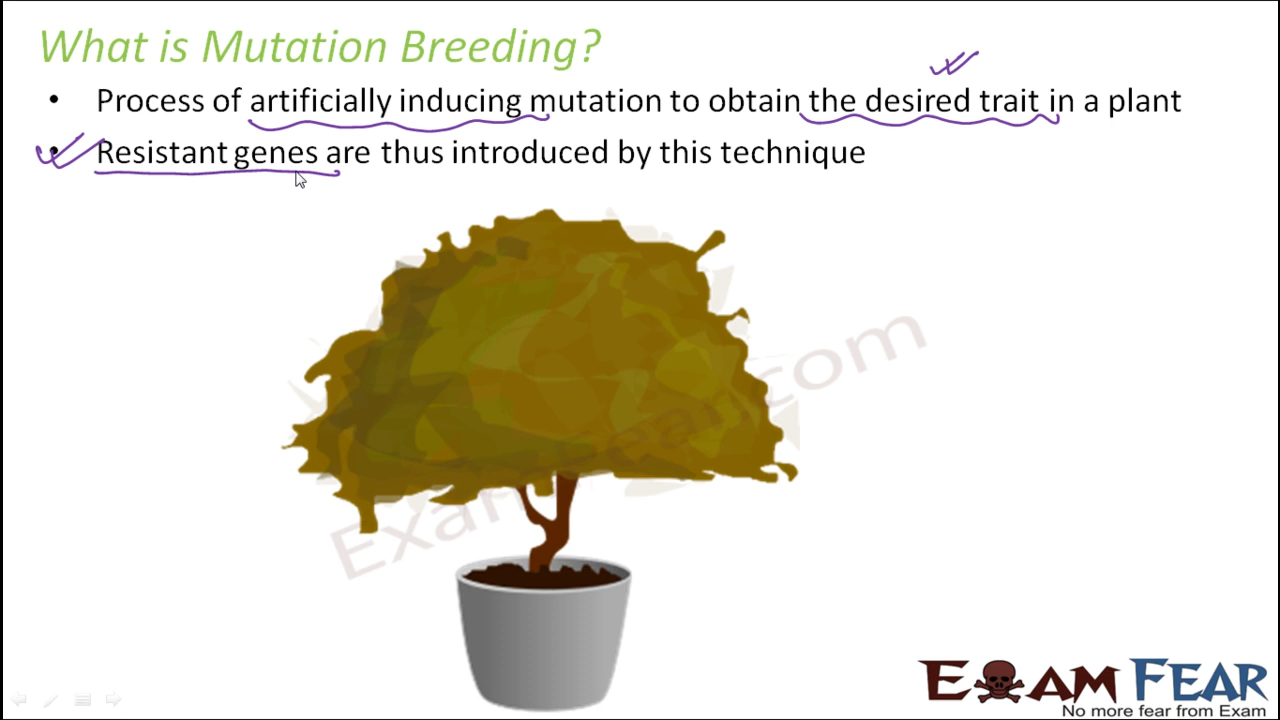 What is Mutation Breeding?
• Process of artificially inducing mutation to obtain the desired trait in a plant
• Resistant genes are thus introduced by this technique
EXAM FEAR
No more fear from Exam